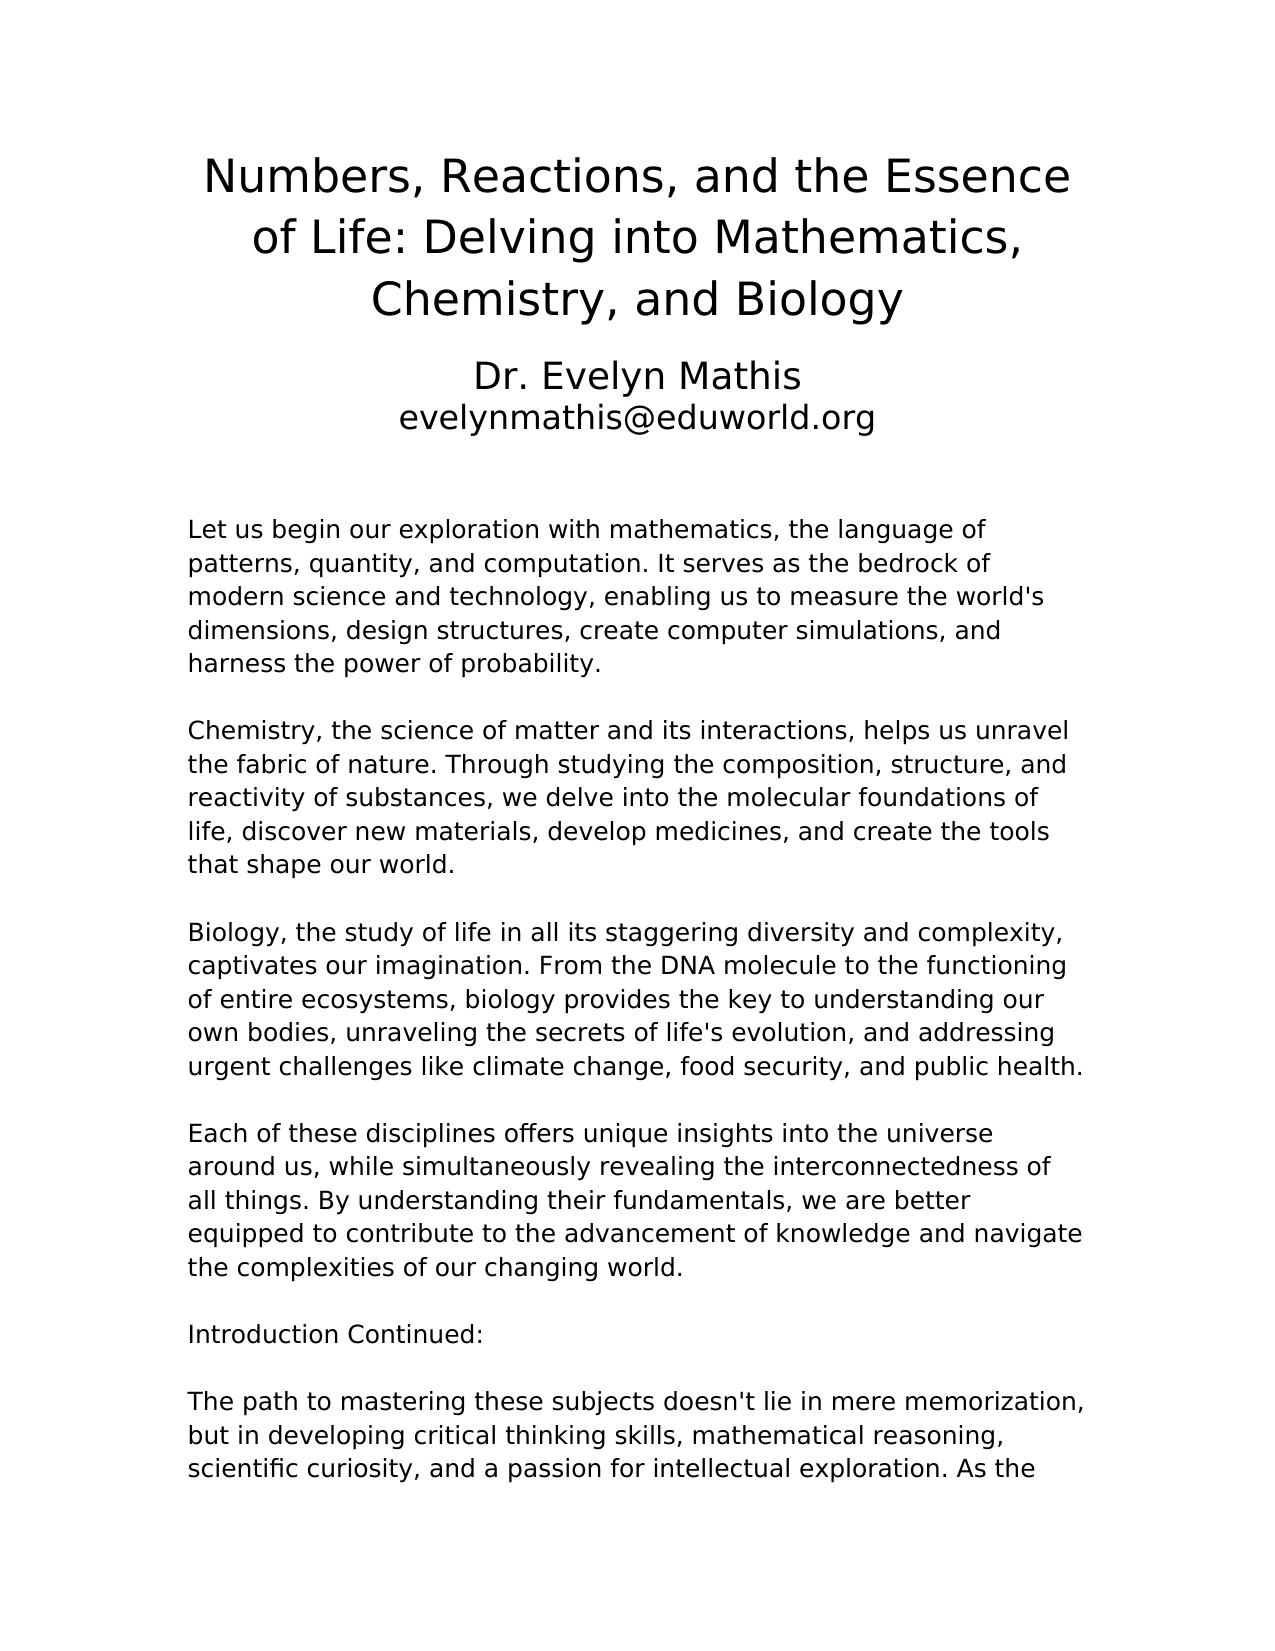 Numbers, Reactions, and the Essence
of Life: Delving into Mathematics,
Chemistry, and Biology
Dr. Evelyn Mathis
evelynmathis@eduworld.org
Let us begin our exploration with mathematics, the language of
patterns, quantity, and computation. It serves as the bedrock of
modern science and technology, enabling us to measure the world's
dimensions, design structures, create computer simulations, and
harness the power of probability.
Chemistry, the science of matter and its interactions, helps us unravel
the fabric of nature. Through studying the composition, structure, and
reactivity of substances, we delve into the molecular foundations of
life, discover new materials, develop medicines, and create the tools
that shape our world.
Biology, the study of life in all its staggering diversity and complexity,
captivates our imagination. From the DNA molecule to the functioning
of entire ecosystems, biology provides the key to understanding our
own bodies, unraveling the secrets of life's evolution, and addressing
urgent challenges like climate change, food security, and public health.
Each of these disciplines offers unique insights into the universe
around us, while simultaneously revealing the interconnectedness of
all things. By understanding their fundamentals, we are better
equipped to contribute to the advancement of knowledge and navigate
the complexities of our changing world.
Introduction Continued:
The path to mastering these subjects doesn't lie in mere memorization,
but in developing critical thinking skills, mathematical reasoning,
scientific curiosity, and a passion for intellectual exploration. As the